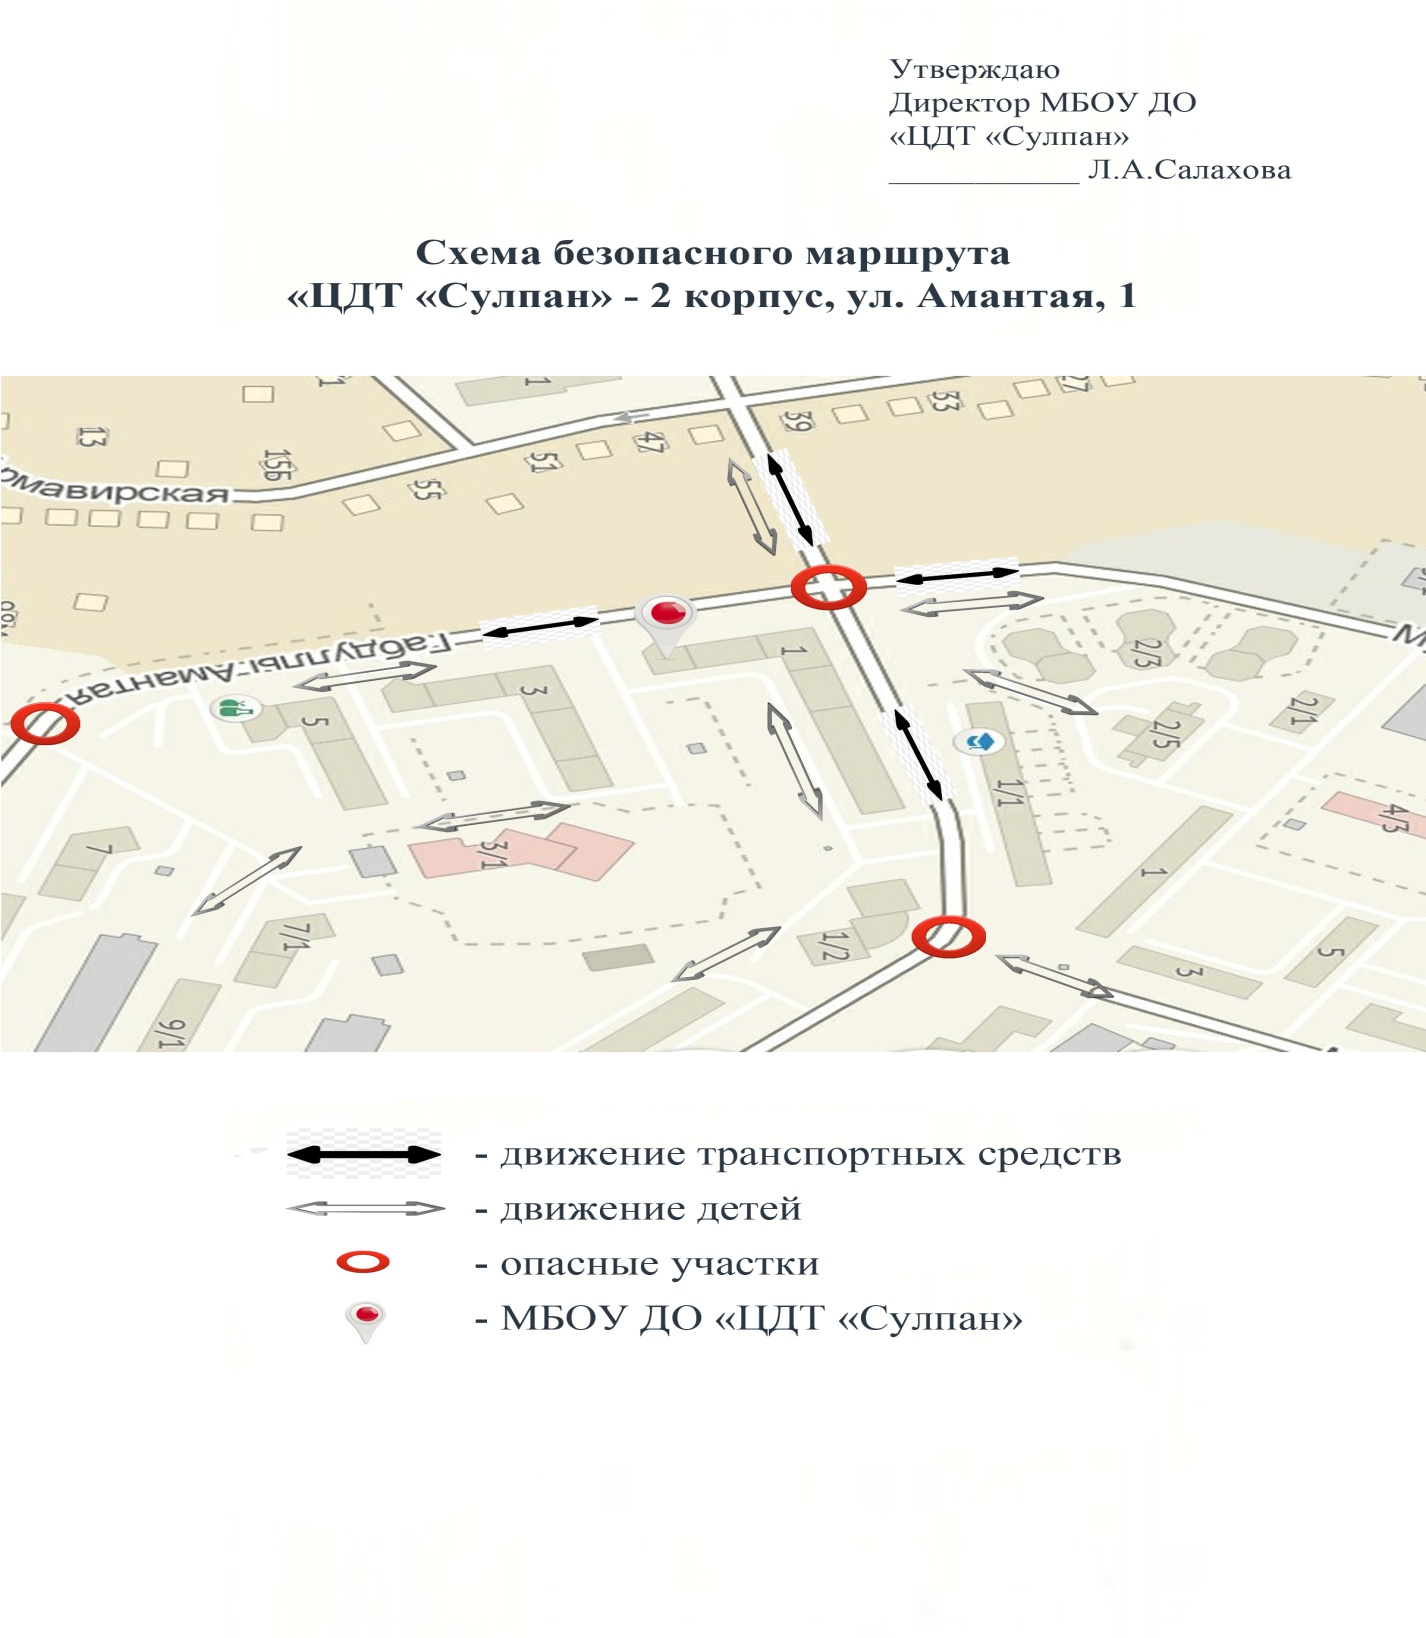 Утверждаю
Директор МБОУ ДО
«ЦДТ «Сулпан»
____________ Л.А.Салахова
Схема безопасного маршрута
«ЦДТ «Сулпан» - 2 корпус, ул. Амантая, 1
1
27
33
39
13
47
15Б
51
55
рмавирская
Габдуллы Амантая
1
2/3
3
5
2/1
2/5
1/1
4/3
7
3/1
1
7/1
1/2
5
3
9/1
- движение транспортных средств
- движение детей
- опасные участки
- МБОУ ДО «ЦДТ «Сулпан»